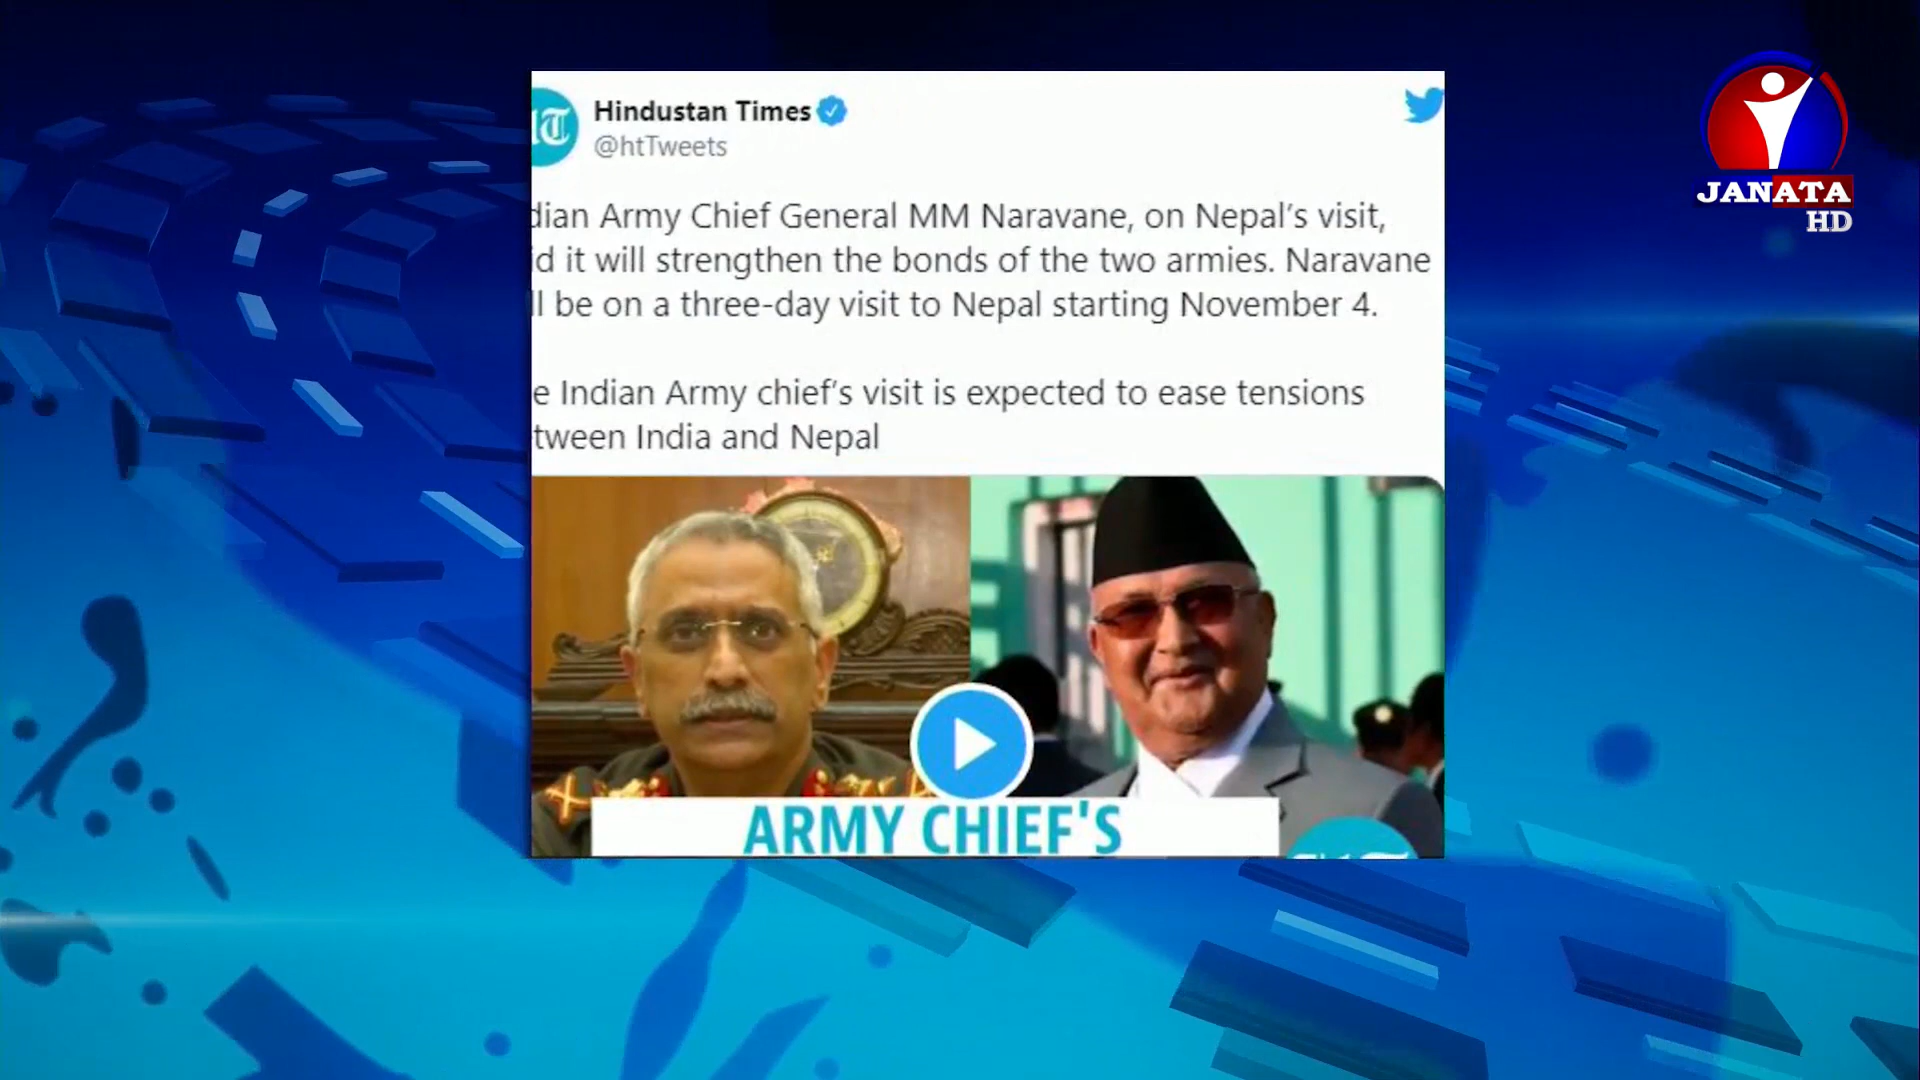 Hindustan Times
@htTweets
dian Army Chief General MM Naravane, on Nepal's visit,
id it will strengthen the bonds of the two armies. Naravane
ll be on a three-day visit to Nepal starting November 4.
e Indian Army chief's visit is expected to ease tensions
tween India and Nepal
ARMY CHIEF'S
JANATA
HD